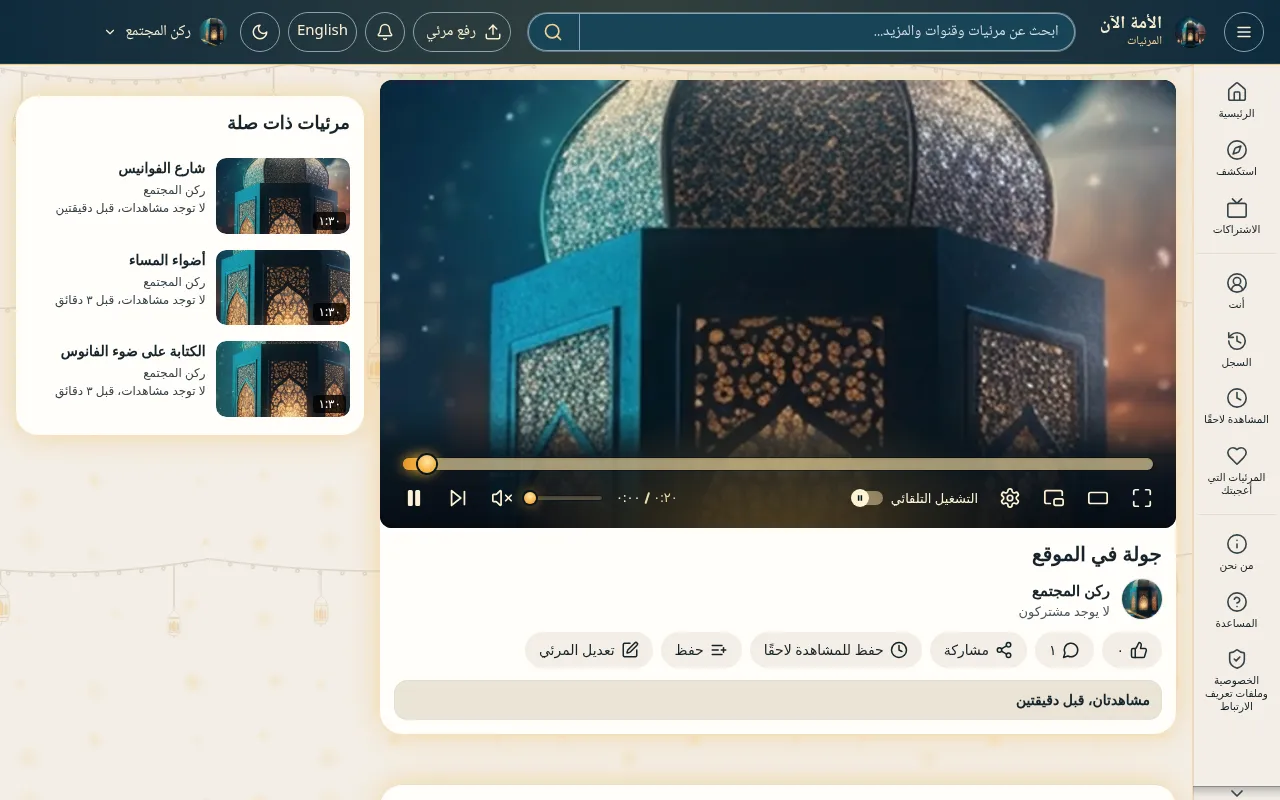 الأمة الآن
المرئيات
ابحث عن مرئيات وقنوات والمزيد...
رفع مرئي
English
ركن المجتمع
الرئيسية
استكشف
الاشتراكات
أنت
السجل
المشاهدة لاحقًا
المرئيات التي
أعجبتك
من نحن
المساعدة
الخصوصية
وملفات تعريف
الارتباط
٠:٠٠ / ٠:٢٠
التشغيل التلقائي
جولة في الموقع
ركن المجتمع
لا يوجد مشتركون
٠
١
مشاركة
حفظ للمشاهدة لاحقًا
حفظ
تعديل المرئي
مشاهدتان، قبل دقيقتين
مرئيات ذات صلة
١:٣٠
شارع الفوانيس
ركن المجتمع
لا توجد مشاهدات، قبل دقيقتين
١:٣٠
أضواء المساء
ركن المجتمع
لا توجد مشاهدات، قبل ٣ دقائق
١:٣٠
الكتابة على ضوء الفانوس
ركن المجتمع
لا توجد مشاهدات، قبل ٣ دقائق